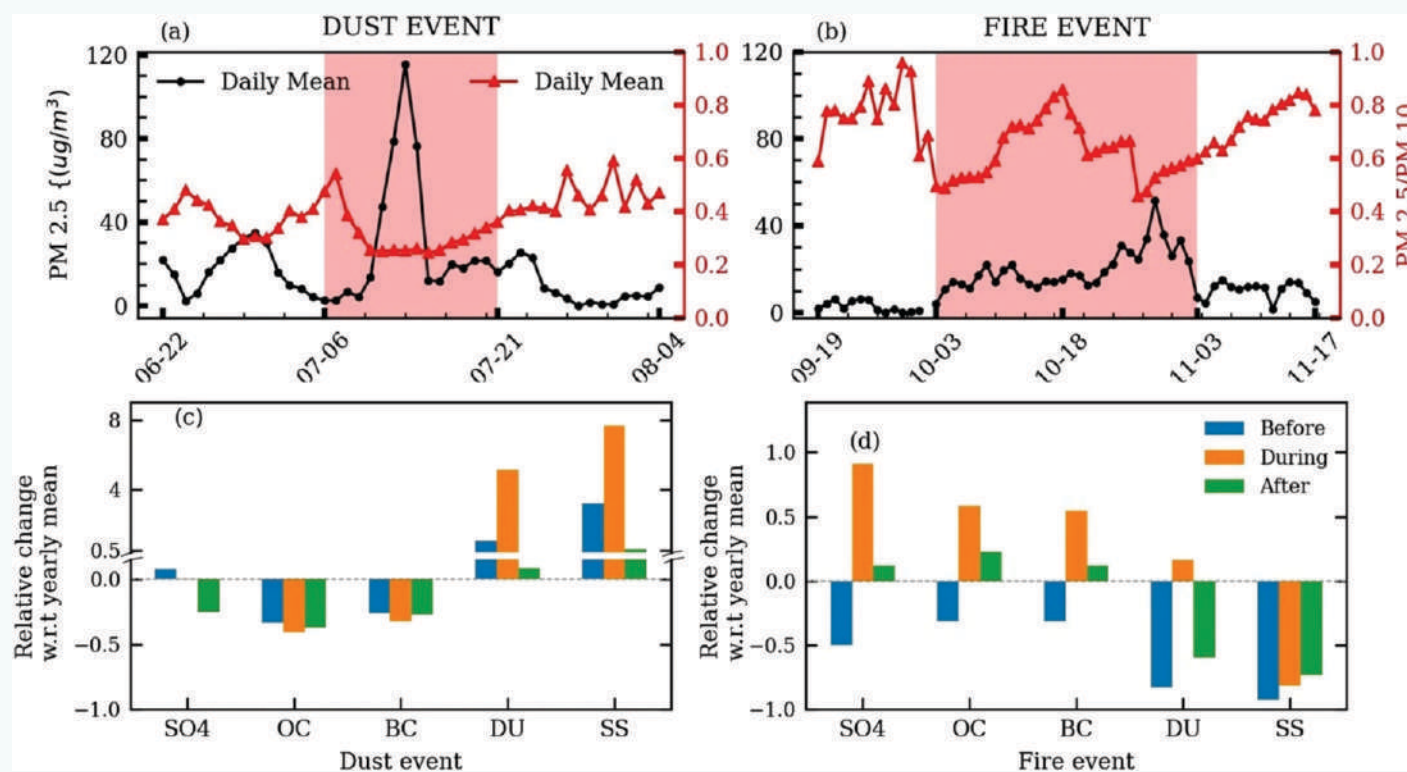 (a) DUST EVENT
(b) FIRE EVENT
PM 2.5 {(ug/m³)
120
80
40
0
Daily Mean
Daily Mean
1.0
0.8
0.6
0.4
0.2
0.0
06-22
07-06
07-21
08-04
120
80
40
0
1.0
0.8
0.6
0.4
0.2
0.0
PM 2.5/PM 10
09-19
10-03
10-18
11-03
11-17
(c)
Relative change
w.r.t yearly mean
8
4
0.5
0.0
−0.5
−1.0
SO4 OC BC DU SS
Dust event
(d)
Relative change
w.r.t yearly mean
1.0
0.5
0.0
−0.5
−1.0
Before
During
After
SO4 OC BC DU SS
Fire event